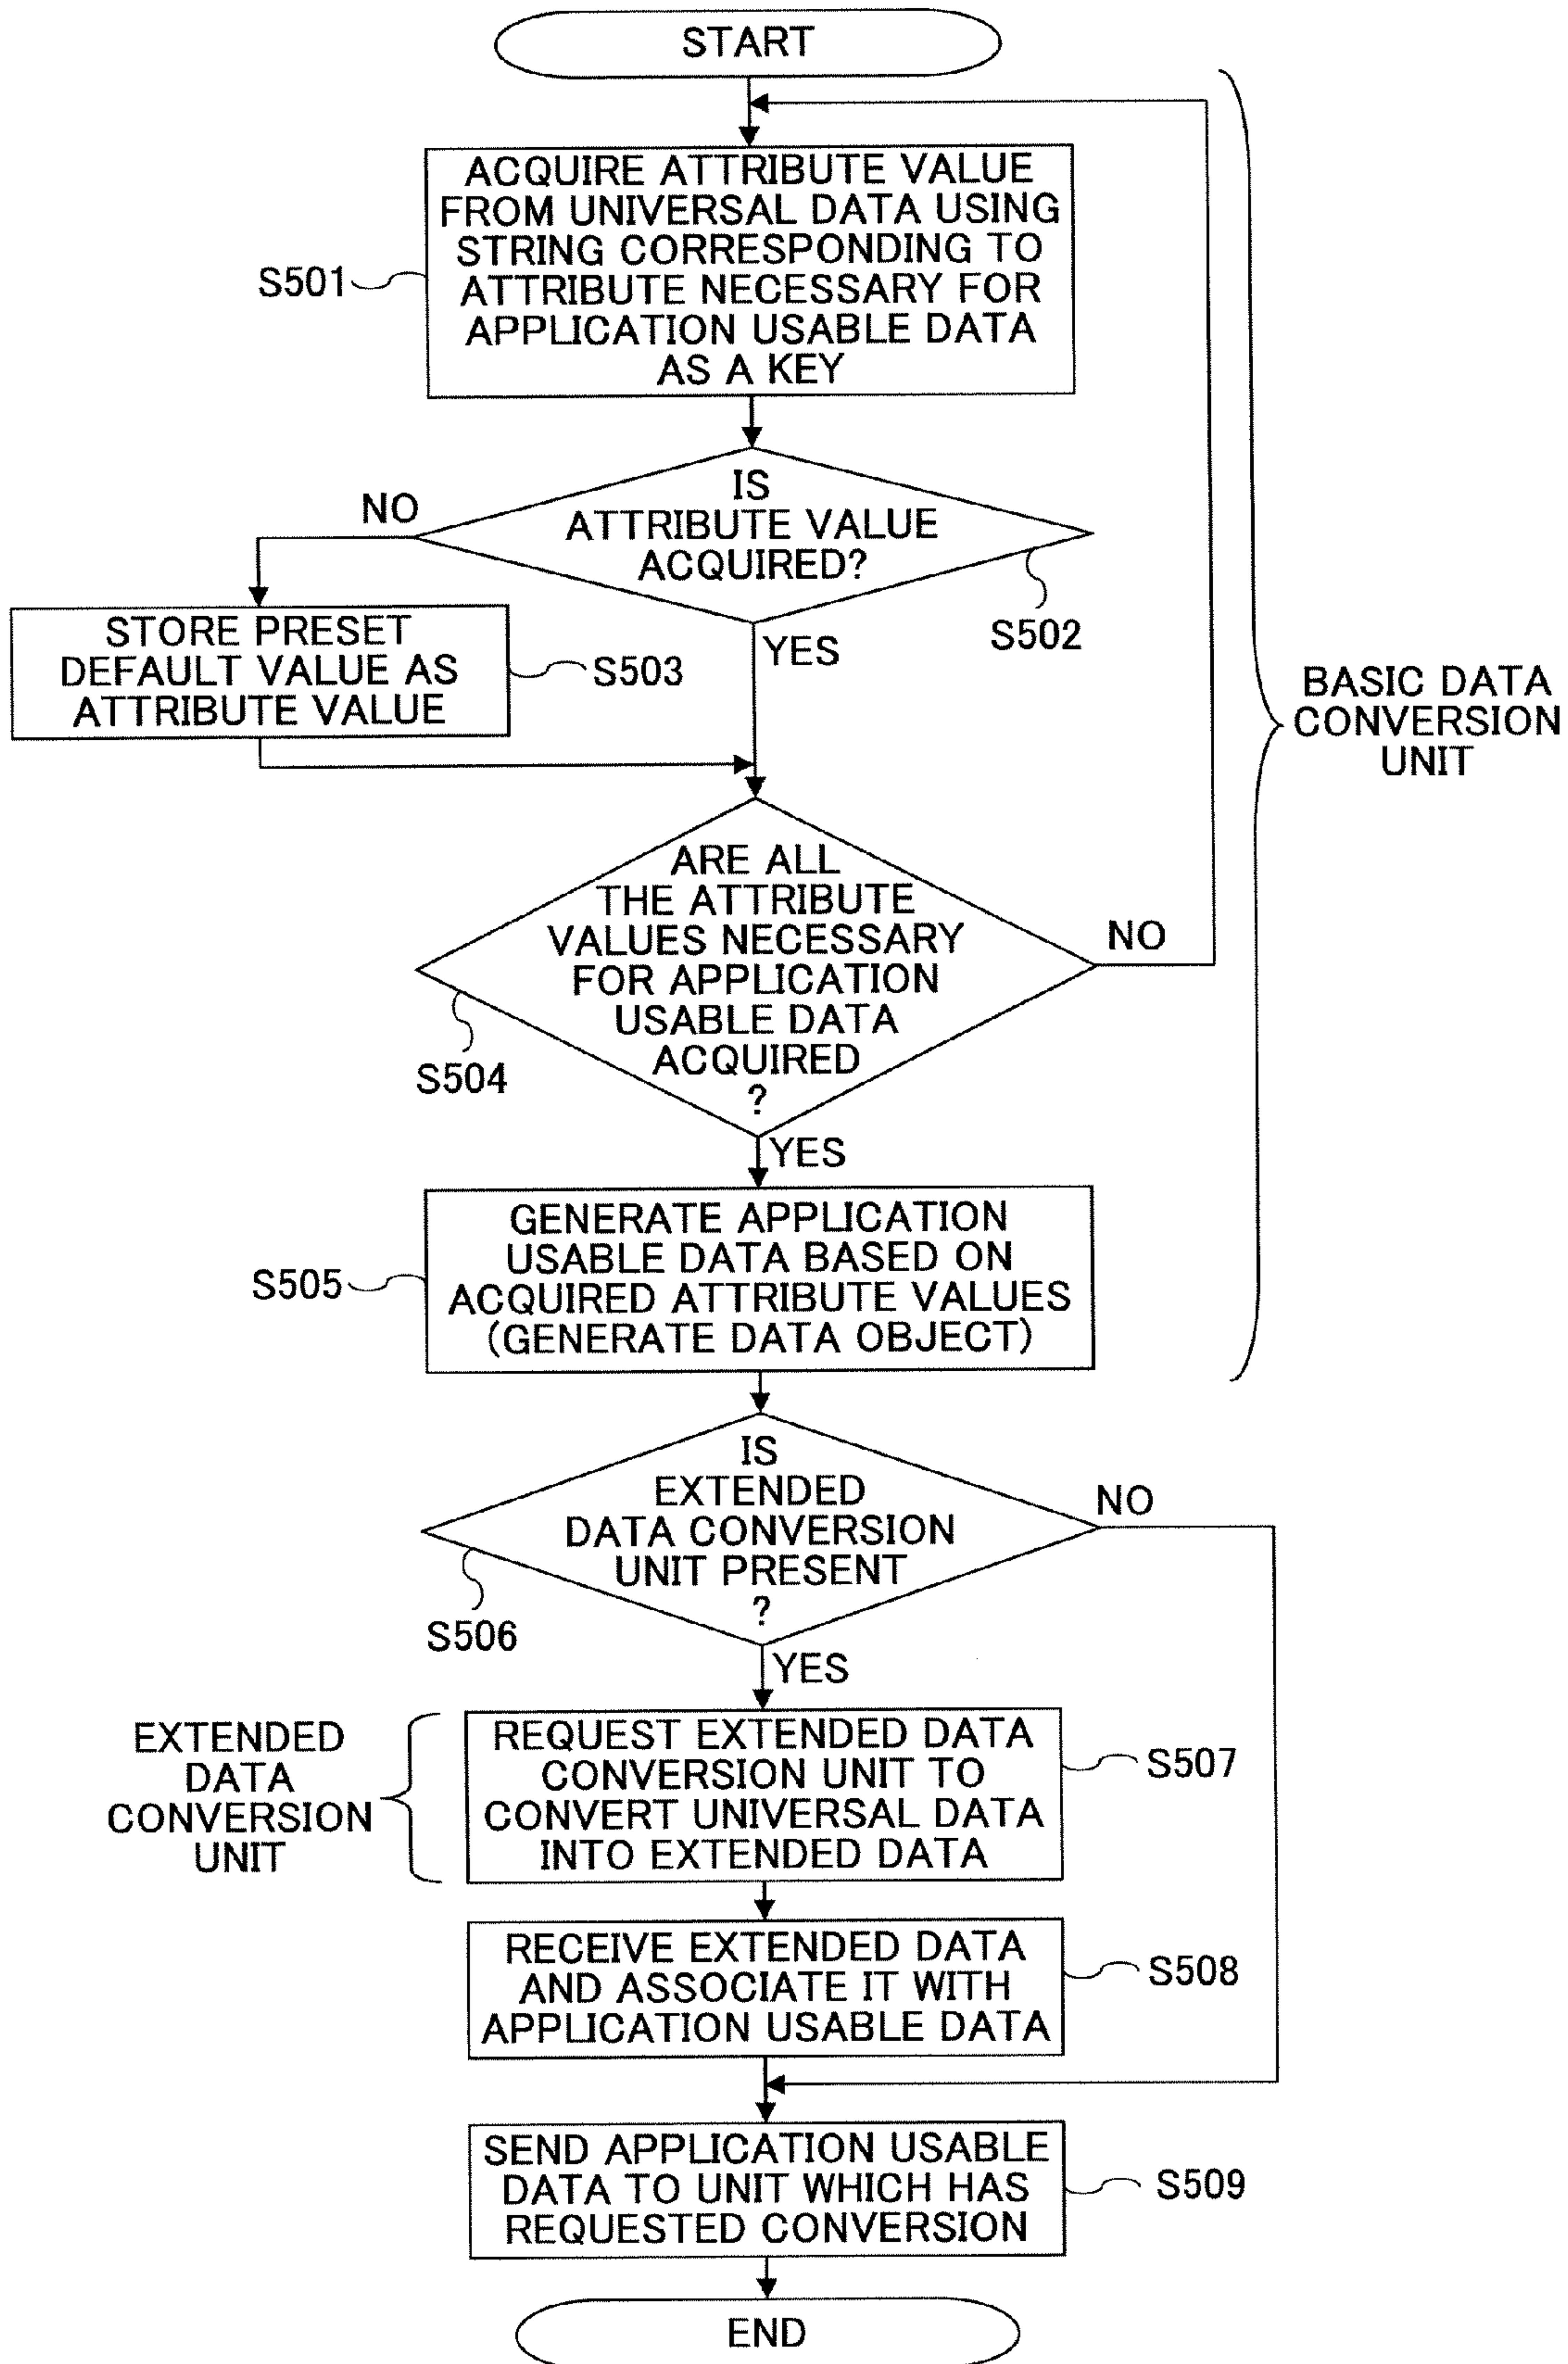 START
ACQUIRE ATTRIBUTE VALUE
FROM UNIVERSAL DATA USING
STRING CORRESPONDING TO
ATTRIBUTE NECESSARY FOR
APPLICATION USABLE DATA
AS A KEY
S501
IS
ATTRIBUTE VALUE
ACQUIRED?
NO
YES
S502
STORE PRESET
DEFAULT VALUE AS
ATTRIBUTE VALUE
S503
BASIC DATA
CONVERSION
UNIT
ARE ALL
THE ATTRIBUTE
VALUES NECESSARY
FOR APPLICATION
USABLE DATA
ACQUIRED
?
NO
S504
YES
GENERATE APPLICATION
USABLE DATA BASED ON
ACQUIRED ATTRIBUTE VALUES
(GENERATE DATA OBJECT)
S505
IS
EXTENDED
DATA CONVERSION
UNIT PRESENT
?
NO
S506
YES
EXTENDED
DATA
CONVERSION
UNIT
REQUEST EXTENDED DATA
CONVERSION UNIT TO
CONVERT UNIVERSAL DATA
INTO EXTENDED DATA
S507
RECEIVE EXTENDED DATA
AND ASSOCIATE IT WITH
APPLICATION USABLE DATA
S508
SEND APPLICATION USABLE
DATA TO UNIT WHICH HAS
REQUESTED CONVERSION
S509
END